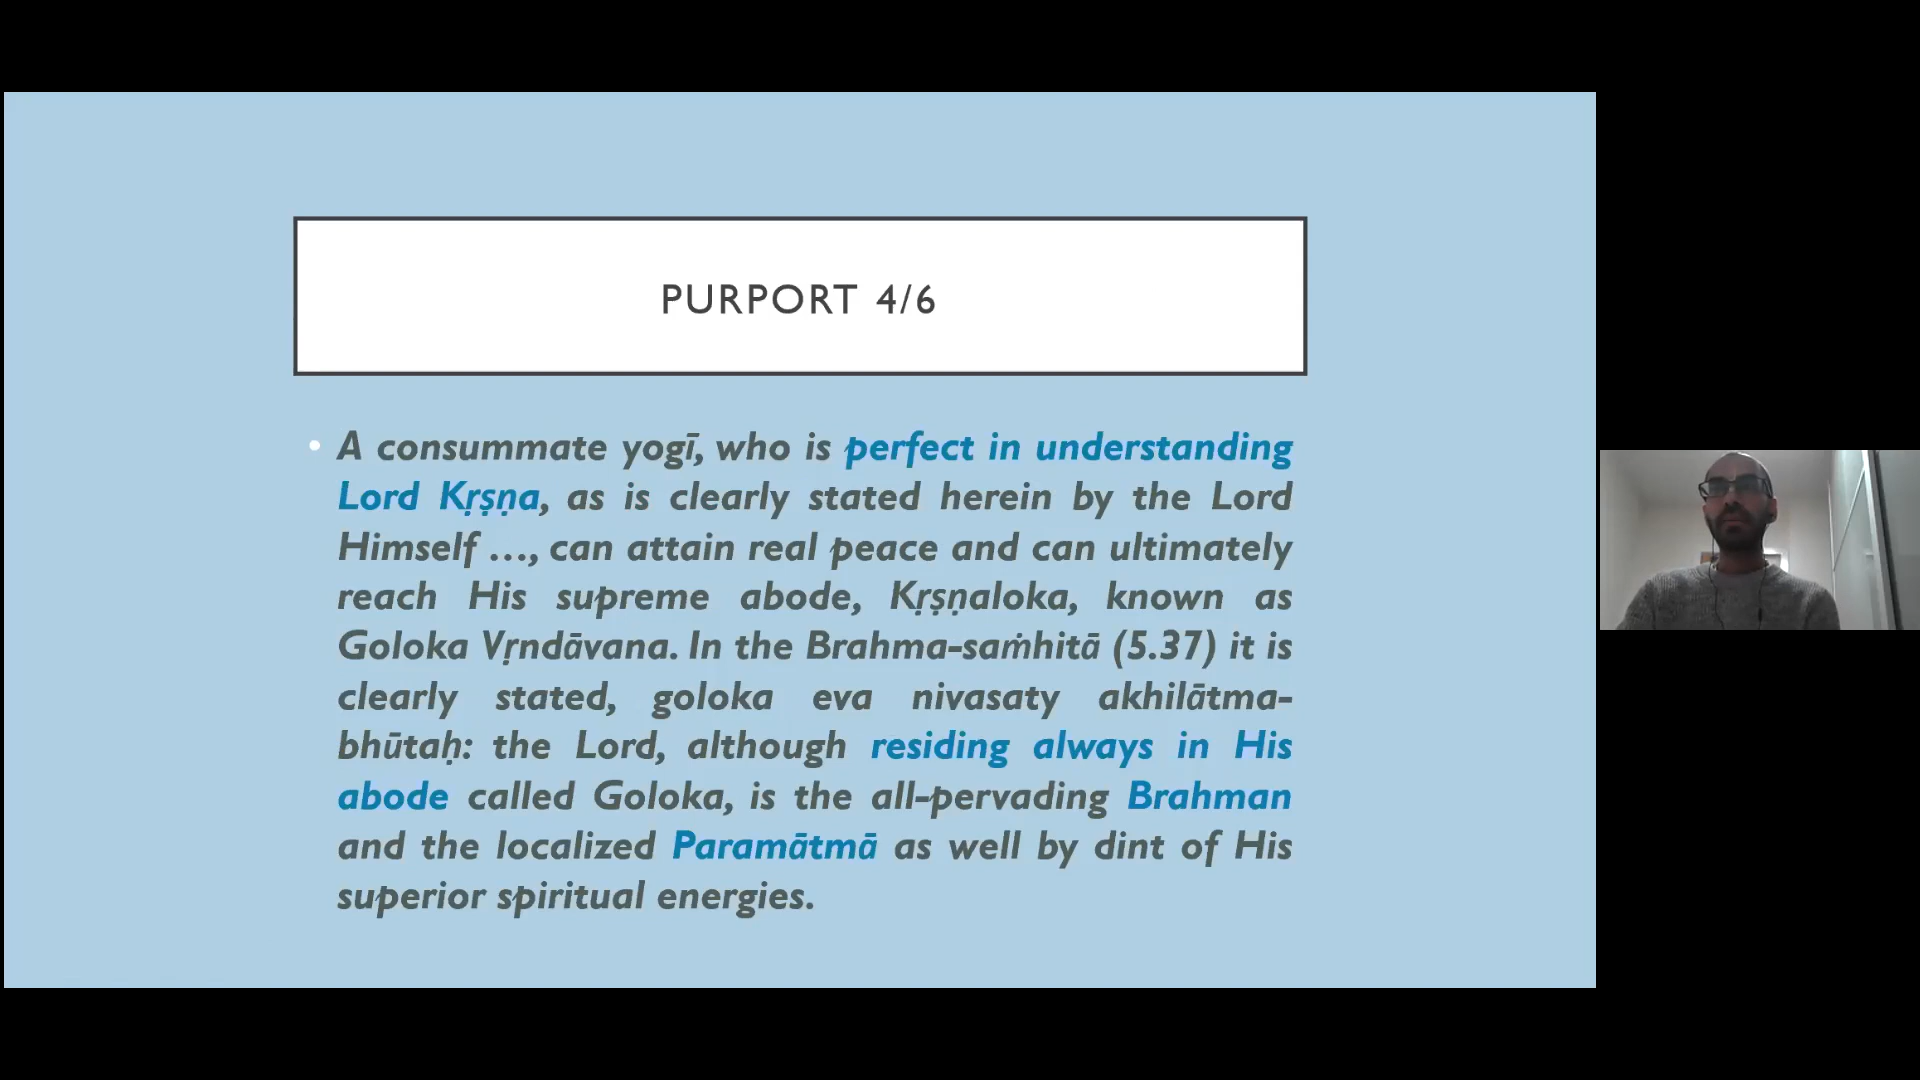 PURPORT 4/6
• A consummate yogī, who is perfect in understanding
Lord Kṛṣṇa, as is clearly stated herein by the Lord
Himself …, can attain real peace and can ultimately
reach His supreme abode, Kṛṣṇaloka, known as
Goloka Vṛndāvana. In the Brahma-saṁhitā (5.37) it is
clearly stated, goloka eva nivasaty akhilātma-
bhūtaḥ: the Lord, although residing always in His
abode called Goloka, is the all-pervading Brahman
and the localized Paramātmā as well by dint of His
superior spiritual energies.